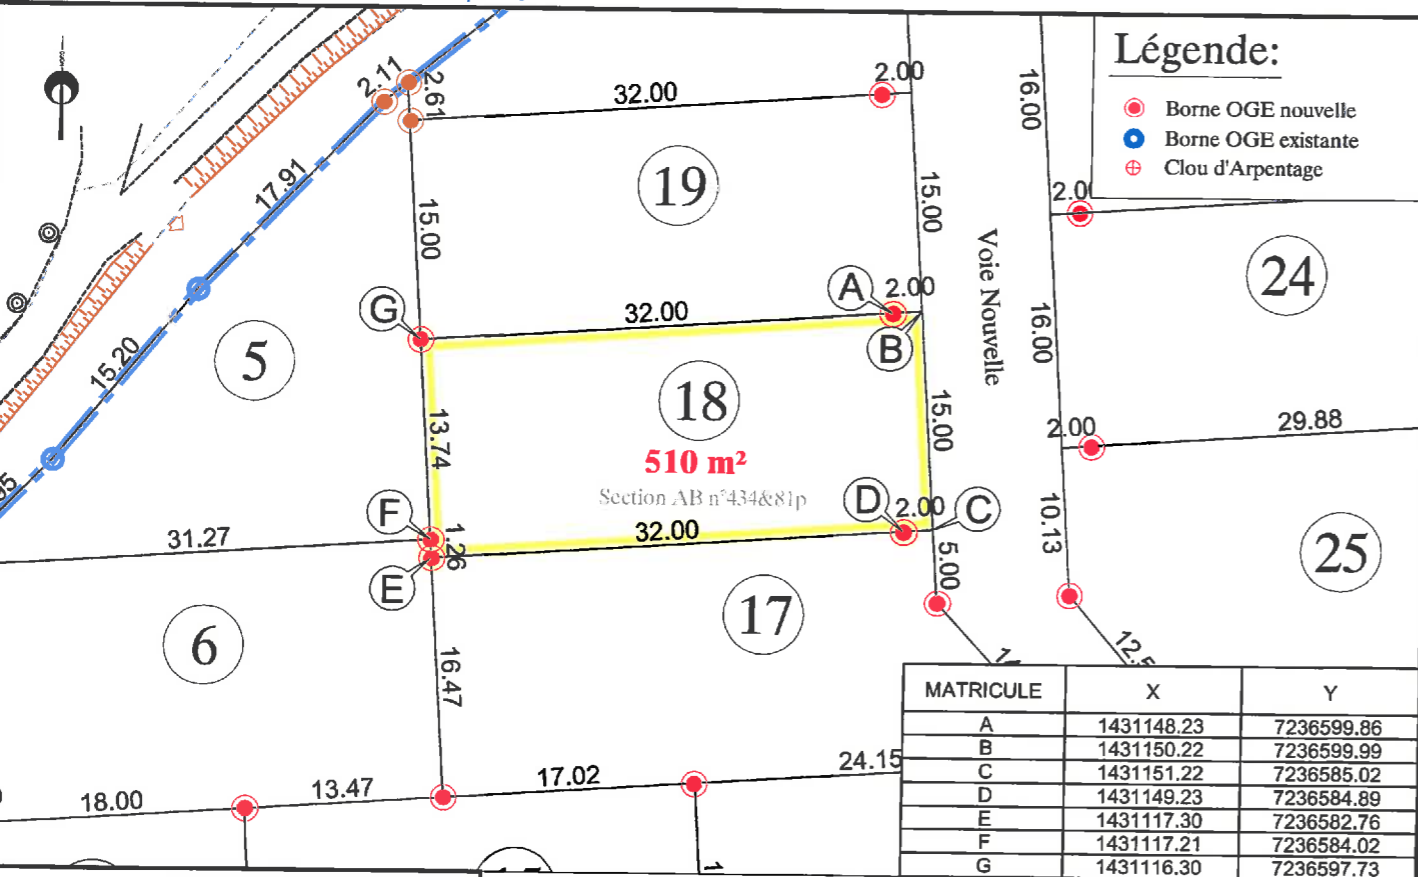 Légende:
Borne OGE nouvelle
Borne OGE existante
Clou d'Arpentage
2.11
2.61
32.00
2.00
16.00
17.91
19
15.00
15.00
Voie Nouvelle
24
G
32.00
A
2.00
B
16.00
15.20
5
18
510 m²
Section AB n°434&81p
13.74
15.00
2.00
29.88
F
1.26
E
32.00
D
2.00
C
5.00
10.13
31.27
25
6
17
16.47
18.00
13.47
17.02
24.15
MATRICULE X Y
A 1431148.23 7236599.86
B 1431150.22 7236599.99
C 1431151.22 7236585.02
D 1431149.23 7236584.89
E 1431117.30 7236582.76
F 1431117.21 7236584.02
G 1431116.30 7236597.73